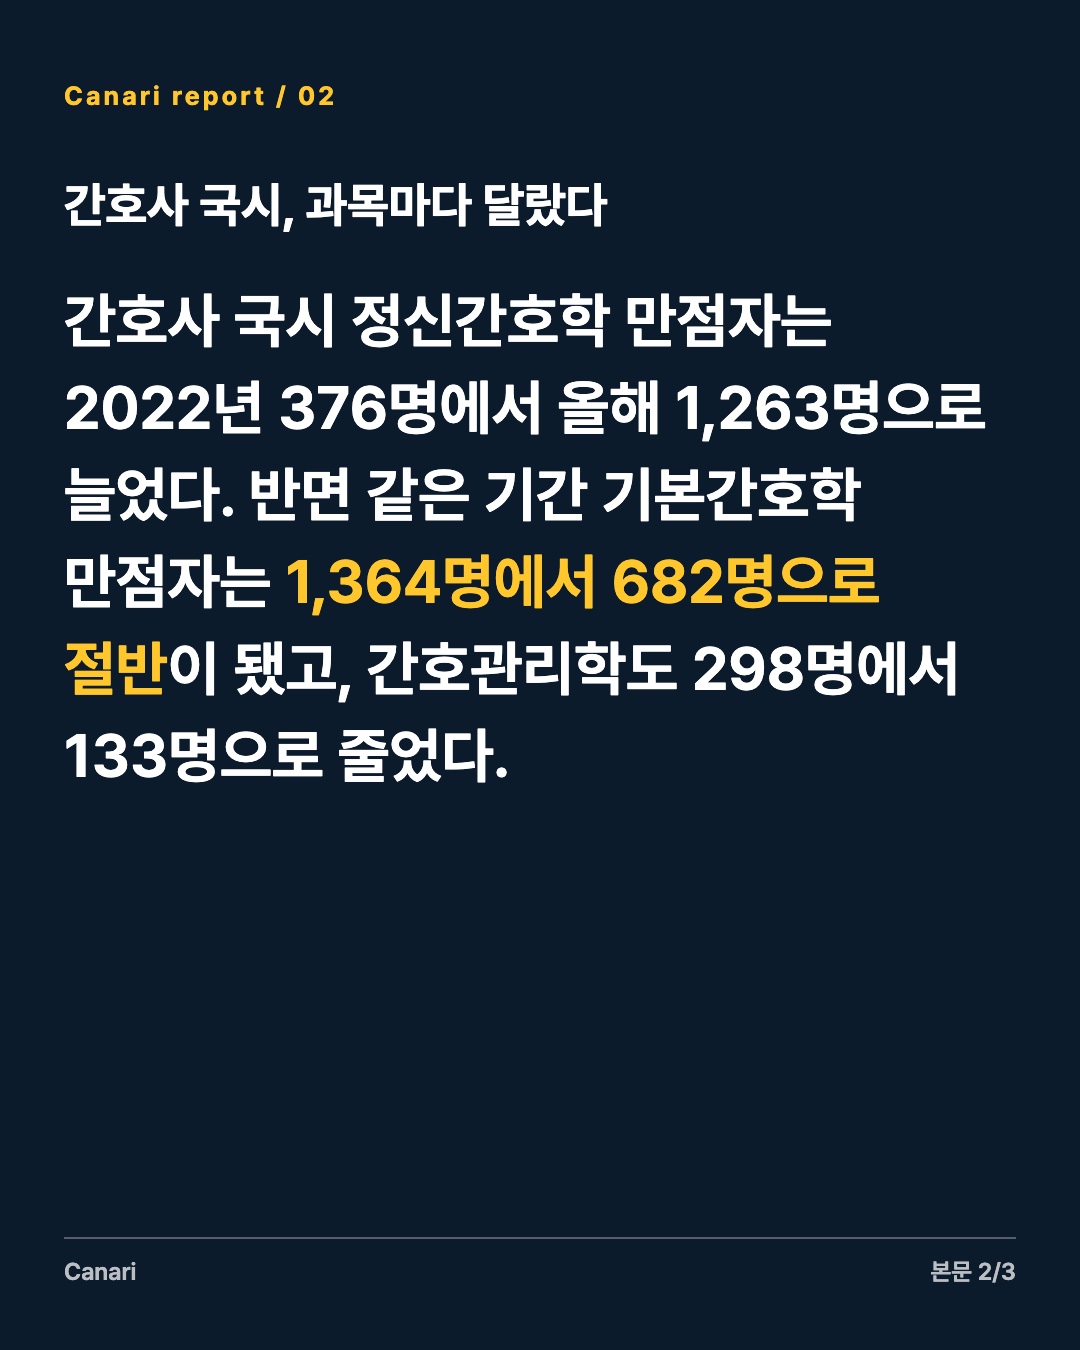 Canari report / 02
간호사 국시, 과목마다 달랐다
간호사 국시 정신간호학 만점자는
2022년 376명에서 올해 1,263명으로
늘었다. 반면 같은 기간 기본간호학
만점자는 1,364명에서 682명으로
절반이 됐고, 간호관리학도 298명에서
133명으로 줄었다.
Canari
본문 2/3